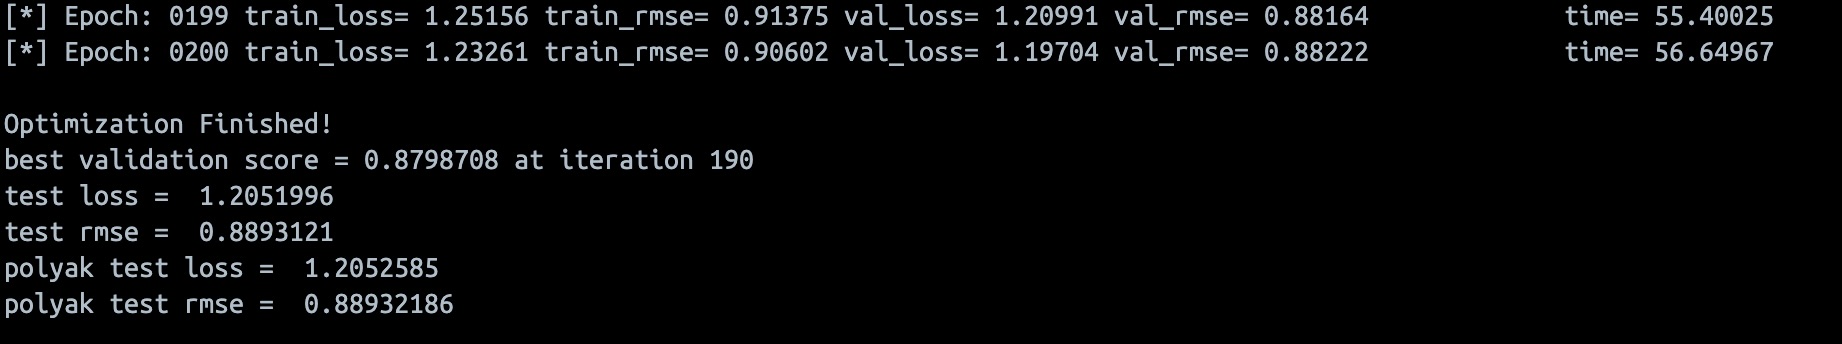 [*] Epoch: 0199 train_loss= 1.25156 train_rmse= 0.91375 val_loss= 1.20991 val_rmse= 0.88164 time= 55.40025
[*] Epoch: 0200 train_loss= 1.23261 train_rmse= 0.90602 val_loss= 1.19704 val_rmse= 0.88222 time= 56.64967
Optimization Finished!
best validation score = 0.8798708 at iteration 190
test loss =  1.2051996
test rmse =  0.8893121
polyak test loss =  1.2052585
polyak test rmse =  0.88932186